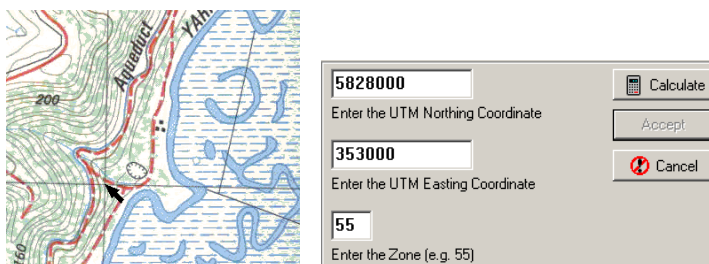 Aqueduct
YAR
200
160
5828000
Calculate
Enter the UTM Northing Coordinate
Accept
353000
Cancel
Enter the UTM Easting Coordinate
55
Enter the Zone (e.g. 55)